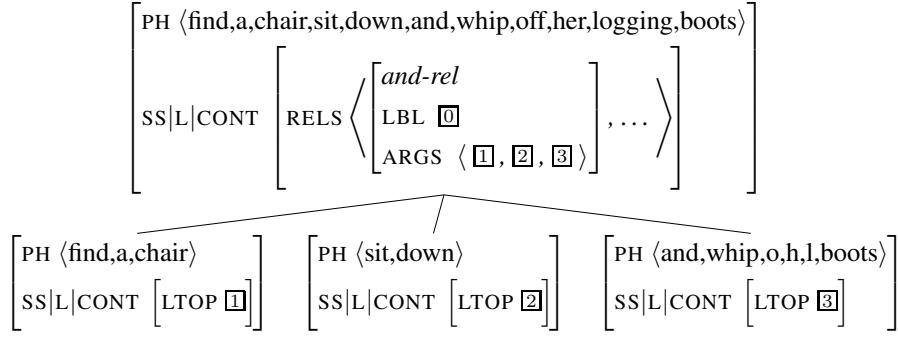 PH ⟨find,a,chair,sit,down,and,whip,off,her,logging,boots⟩
and-rel
SS|L|CONT RELS LBL 0 , ...
ARGS ⟨ 1 , 2 , 3 ⟩
PH ⟨find,a,chair⟩ PH ⟨sit,down⟩ PH ⟨and,whip,o,h,l,boots⟩
SS|L|CONT [LTOP 1] SS|L|CONT [LTOP 2] SS|L|CONT [LTOP 3]